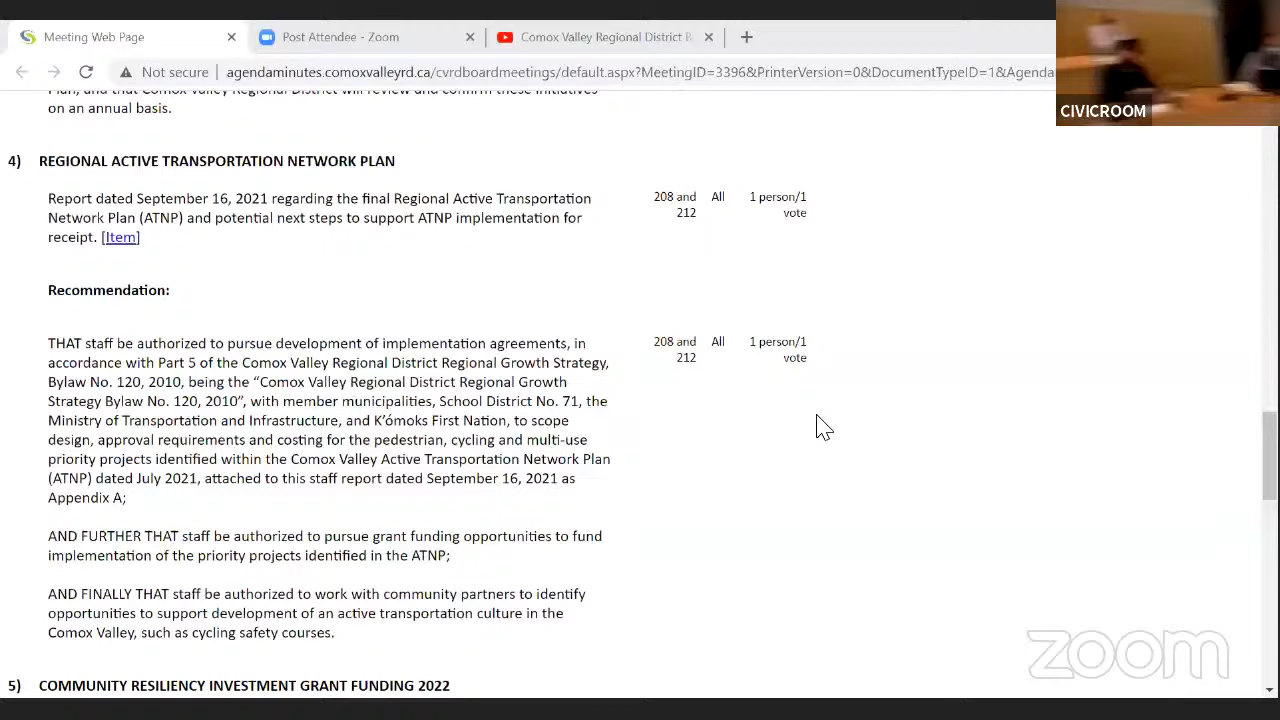 Meeting Web Page
Post Attendee - Zoom
Comox Valley Regional District B
Not secure
agendaminutes.comoxvalleyrd.ca/cvrdboardmeetings/default.aspx?MeetingID=3396&PrinterVersion=0&DocumentTypeID=1&Agenda
CIVICROOM
Plan, and that Comox Valley Regional District will review and confirm these initiatives
on an annual basis.
4) REGIONAL ACTIVE TRANSPORTATION NETWORK PLAN
Report dated September 16, 2021 regarding the final Regional Active Transportation
Network Plan (ATNP) and potential next steps to support ATNP implementation for
receipt. [Item]
208 and All 1 person/1
212 vote
Recommendation:
THAT staff be authorized to pursue development of implementation agreements, in
accordance with Part 5 of the Comox Valley Regional District Regional Growth Strategy,
Bylaw No. 120, 2010, being the “Comox Valley Regional District Regional Growth
Strategy Bylaw No. 120, 2010”, with member municipalities, School District No. 71, the
Ministry of Transportation and Infrastructure, and K’ómoks First Nation, to scope
design, approval requirements and costing for the pedestrian, cycling and multi-use
priority projects identified within the Comox Valley Active Transportation Network Plan
(ATNP) dated July 2021, attached to this staff report dated September 16, 2021 as
Appendix A;
208 and All 1 person/1
212 vote
AND FURTHER THAT staff be authorized to pursue grant funding opportunities to fund
implementation of the priority projects identified in the ATNP;
AND FINALLY THAT staff be authorized to work with community partners to identify
opportunities to support development of an active transportation culture in the
Comox Valley, such as cycling safety courses.
zoom
5) COMMUNITY RESILIENCY INVESTMENT GRANT FUNDING 2022